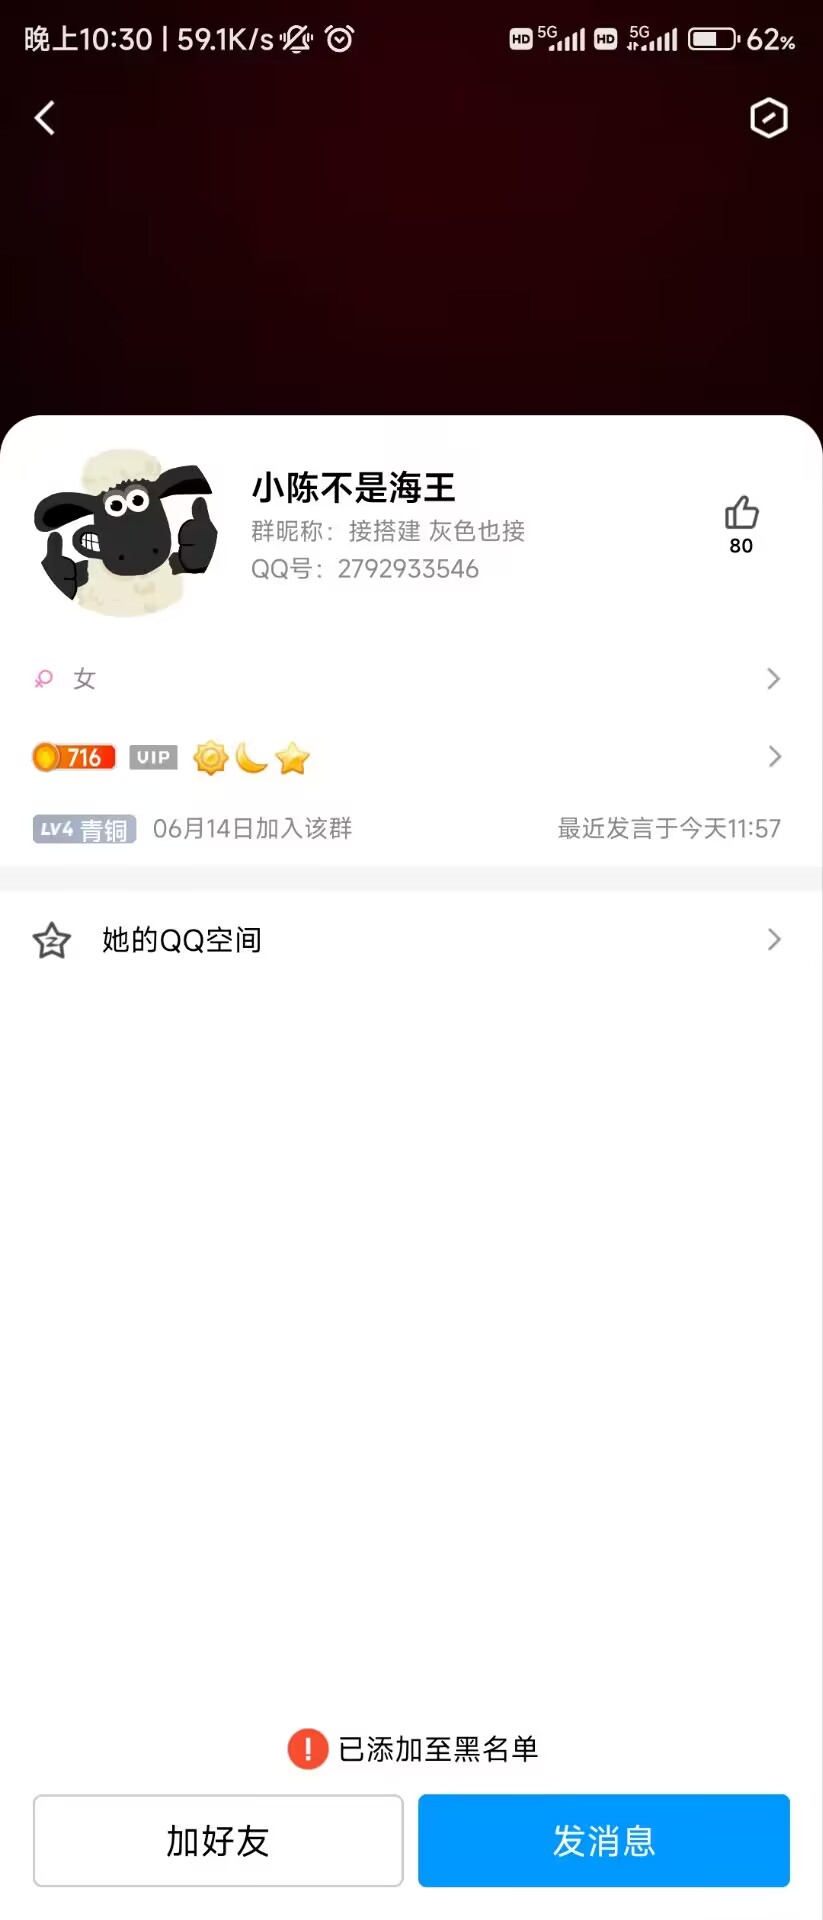 晚上10:30 | 59.1K/s HD 5G HD 5G 62%
小陈不是海王
群昵称：接搭建 灰色也接
QQ号：2792933546
80
女
716 VIP
LV4 青铜 06月14日加入该群 最近发言于今天11:57
她的QQ空间
已添加至黑名单
加好友 发消息